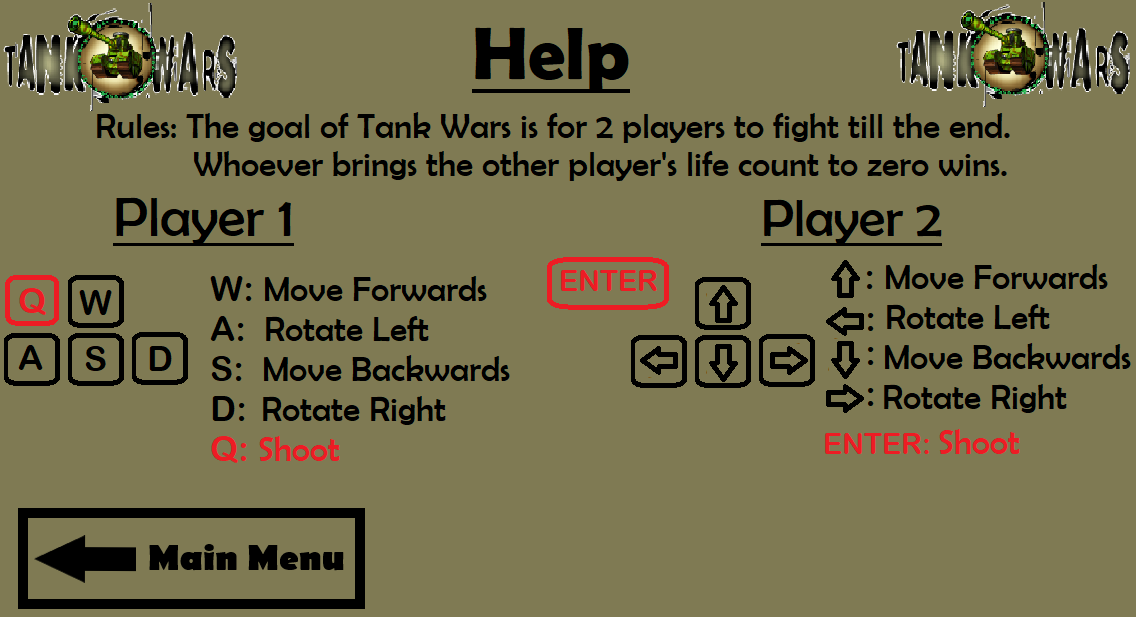 TANK WARS
Help
TANK WARS
Rules: The goal of Tank Wars is for 2 players to fight till the end.
Whoever brings the other player's life count to zero wins.
Player 1
Q W
A S D
W: Move Forwards
A: Rotate Left
S: Move Backwards
D: Rotate Right
Q: Shoot
Player 2
ENTER
↑
← ↓ →
↑: Move Forwards
←: Rotate Left
↓: Move Backwards
→: Rotate Right
ENTER: Shoot
Main Menu